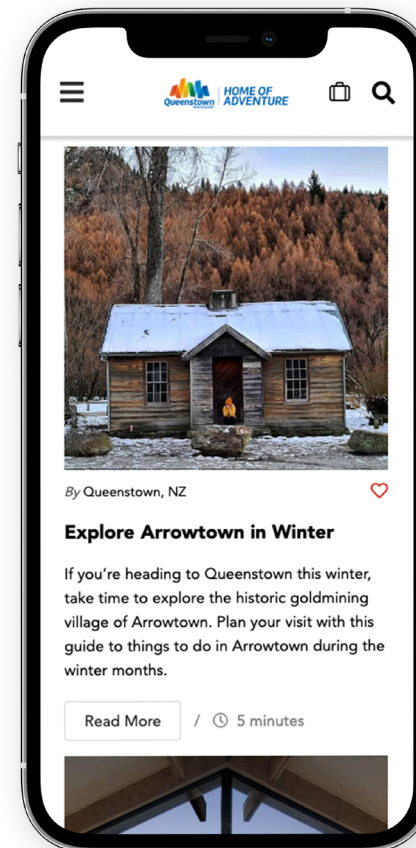 Queenstown
HOME OF
ADVENTURE
By Queenstown, NZ
Explore Arrowtown in Winter
If you’re heading to Queenstown this winter,
take time to explore the historic goldmining
village of Arrowtown. Plan your visit with this
guide to things to do in Arrowtown during the
winter months.
Read More / 5 minutes